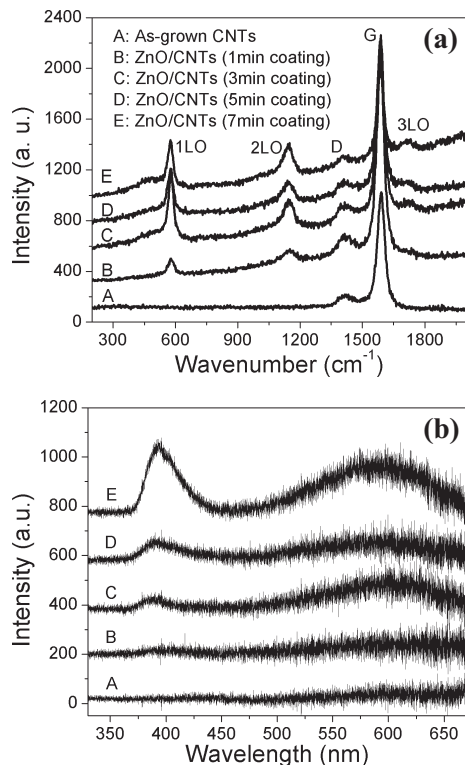 (a)
A: As-grown CNTs
B: ZnO/CNTs (1min coating)
C: ZnO/CNTs (3min coating)
D: ZnO/CNTs (5min coating)
E: ZnO/CNTs (7min coating)
G
1LO
2LO
D
3LO
E
D
C
B
A
2400
2000
1600
1200
800
400
0
Intensity (a. u.)
300 600 900 1200 1500 1800
Wavenumber (cm⁻¹)
(b)
1200
1000
800
600
400
200
0
Intensity (a.u.)
E
D
C
B
A
350 400 450 500 550 600 650
Wavelength (nm)